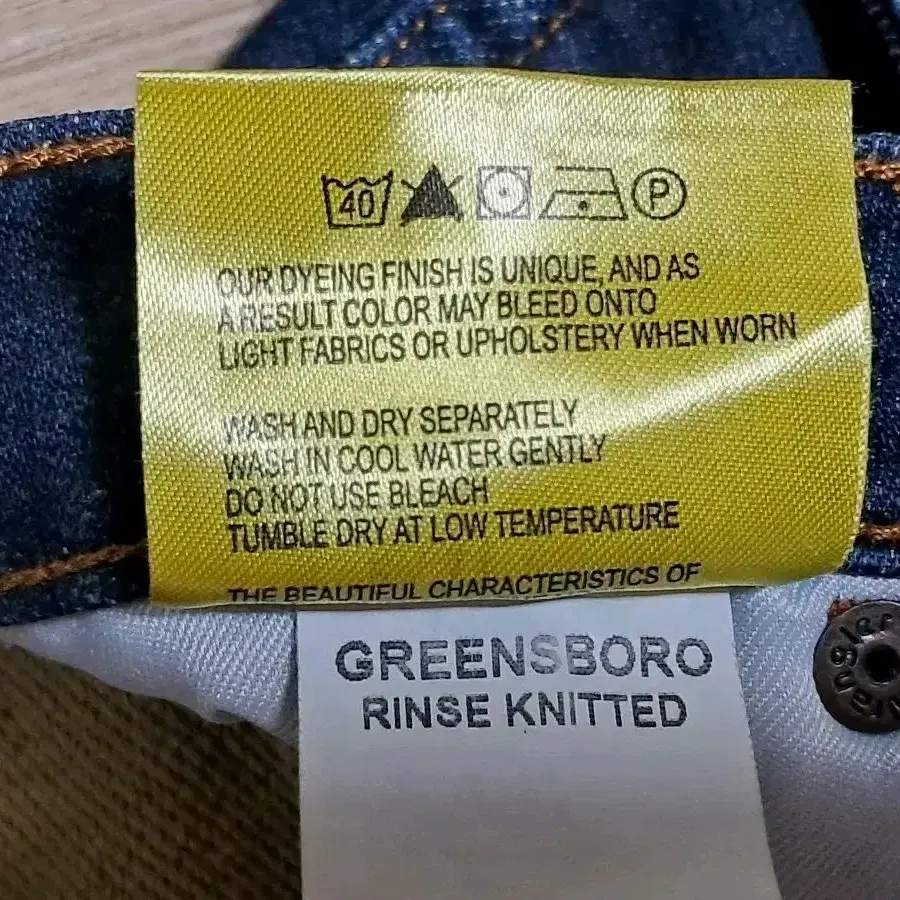 40 P
OUR DYEING FINISH IS UNIQUE, AND AS
A RESULT COLOR MAY BLEED ONTO
LIGHT FABRICS OR UPHOLSTERY WHEN WORN
WASH AND DRY SEPARATELY
WASH IN COOL WATER GENTLY
DO NOT USE BLEACH
TUMBLE DRY AT LOW TEMPERATURE
THE BEAUTIFUL CHARACTERISTICS OF
GREENSBORO
RINSE KNITTED